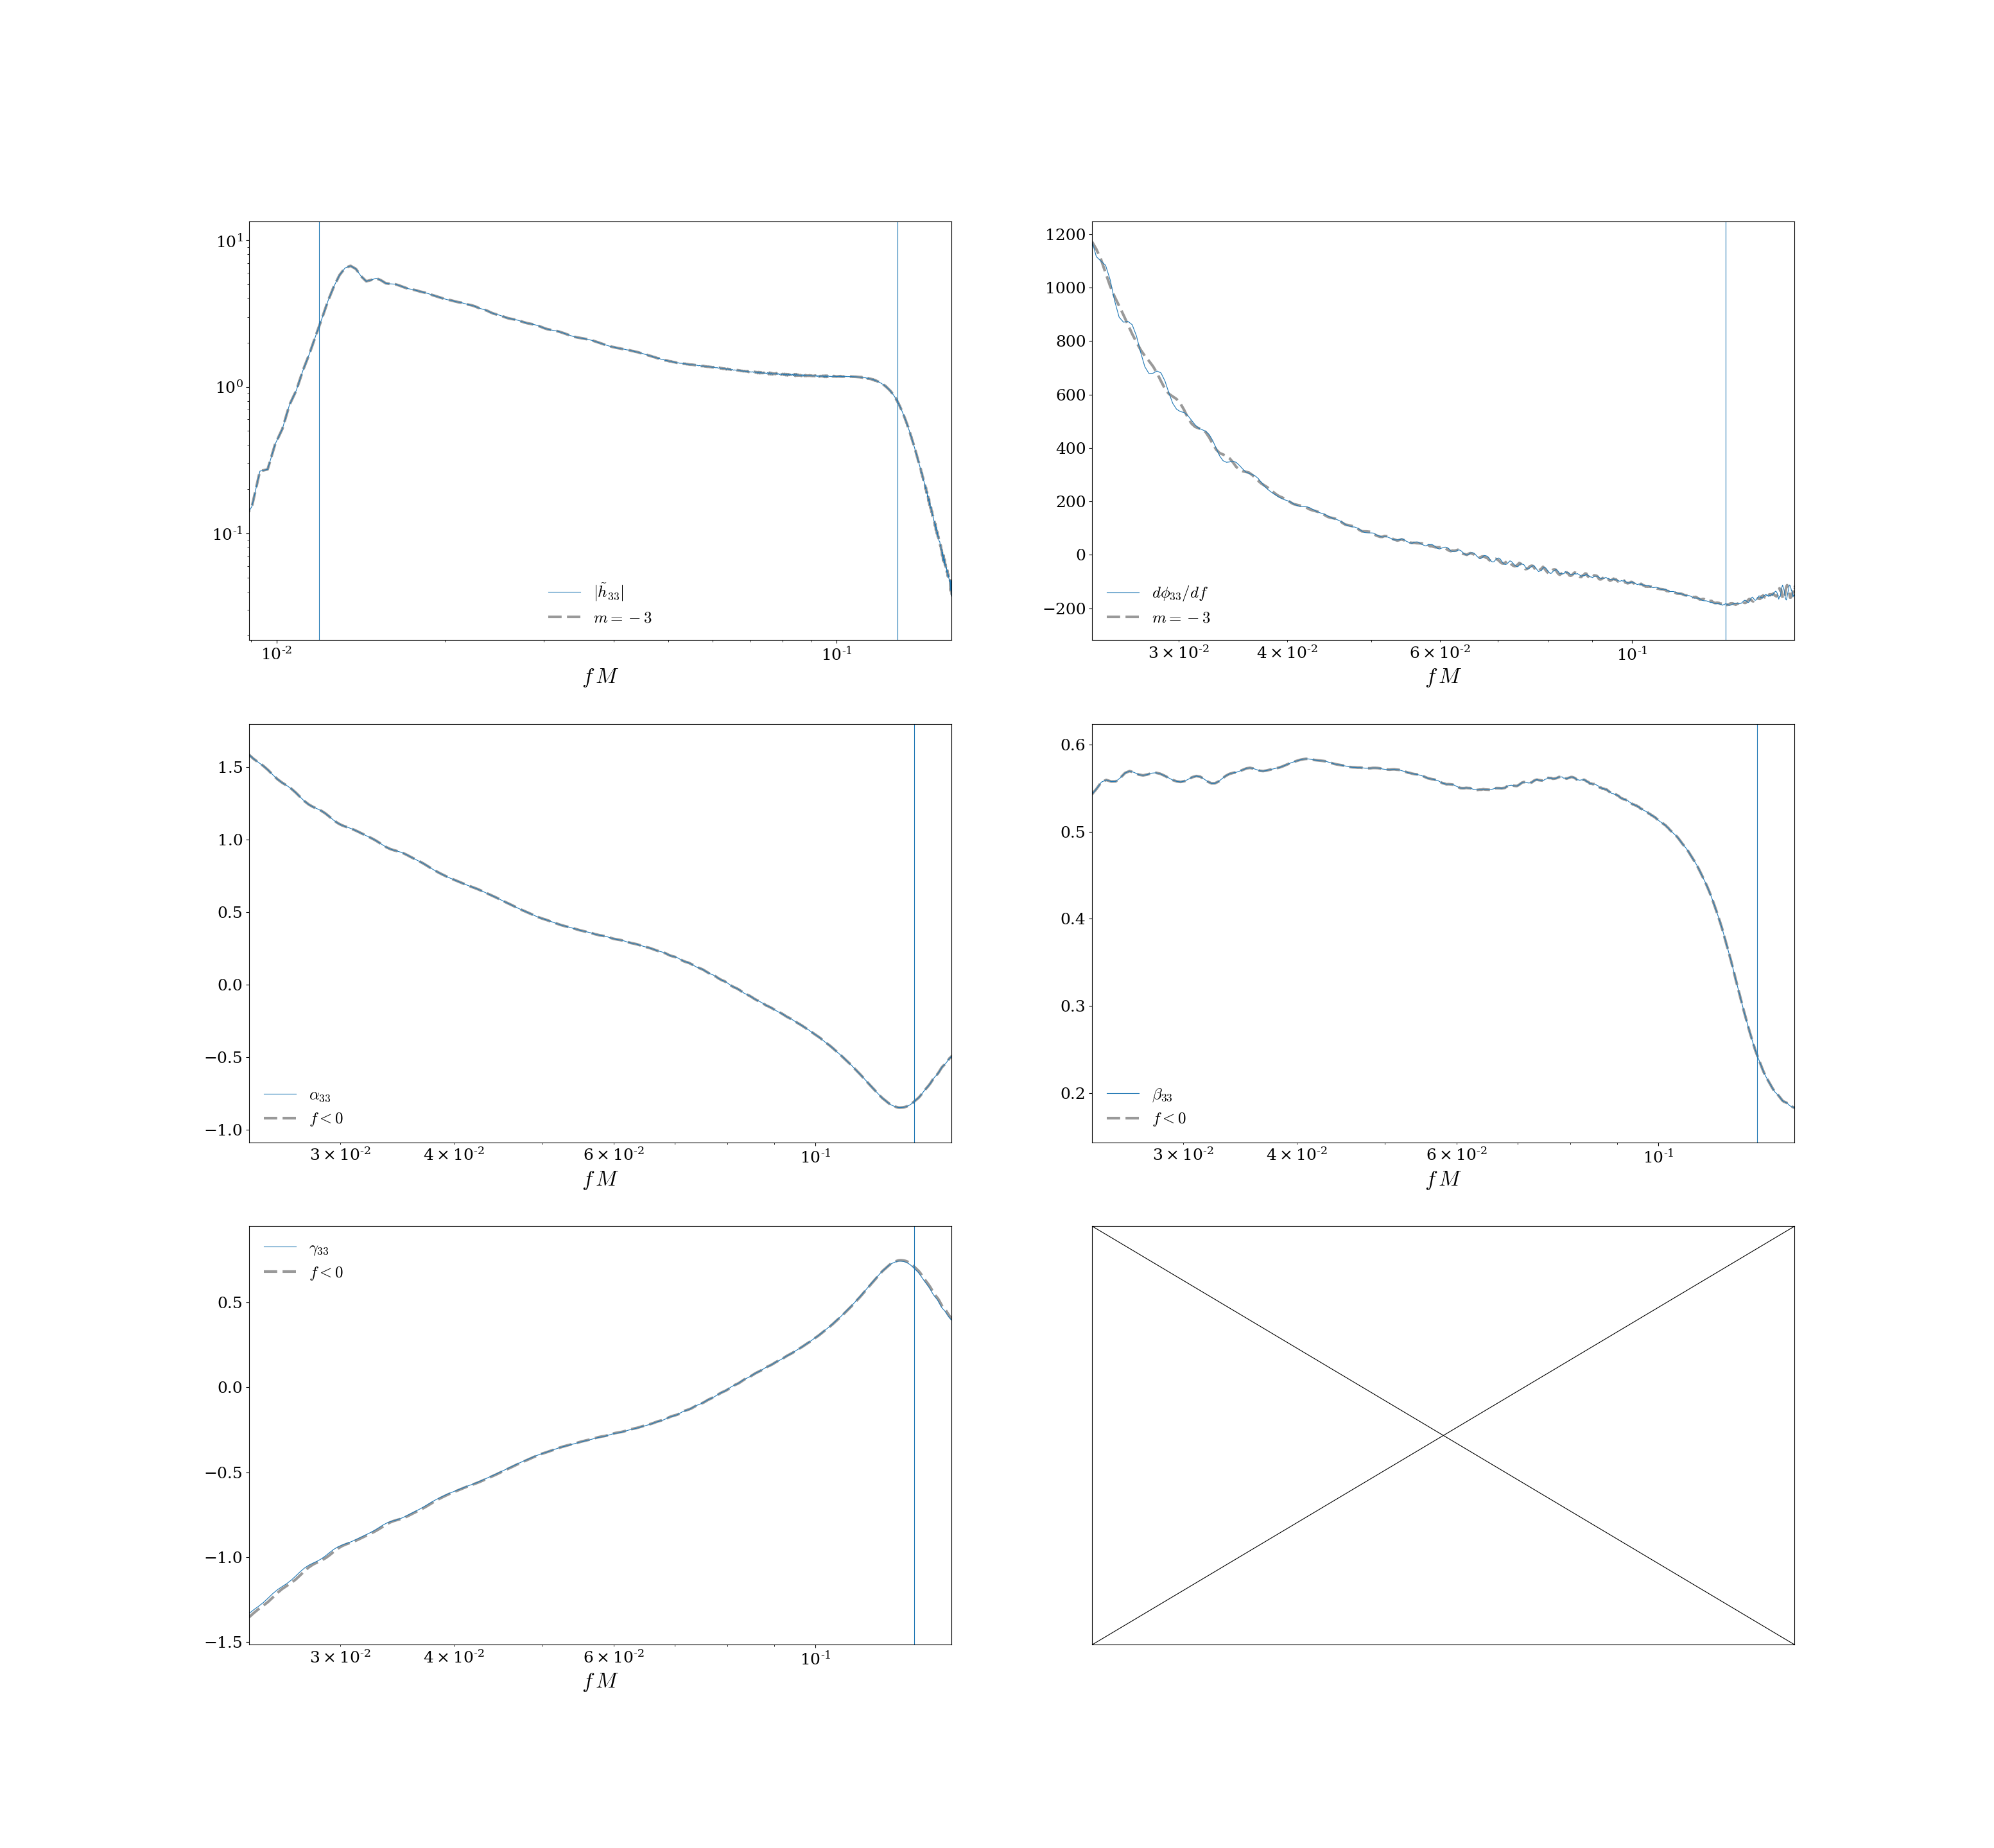 10¹
10⁰
10⁻¹
|h̃₃₃|
m = −3
10⁻² 10⁻¹
f M
1200
1000
800
600
400
200
0
−200
dϕ₃₃/df
m = −3
3 × 10⁻² 4 × 10⁻² 6 × 10⁻² 10⁻¹
f M
1.5
1.0
0.5
0.0
−0.5
−1.0
α₃₃
f < 0
3 × 10⁻² 4 × 10⁻² 6 × 10⁻² 10⁻¹
f M
0.6
0.5
0.4
0.3
0.2
β₃₃
f < 0
3 × 10⁻² 4 × 10⁻² 6 × 10⁻² 10⁻¹
f M
γ₃₃
f < 0
0.5
0.0
−0.5
−1.0
−1.5
3 × 10⁻² 4 × 10⁻² 6 × 10⁻² 10⁻¹
f M